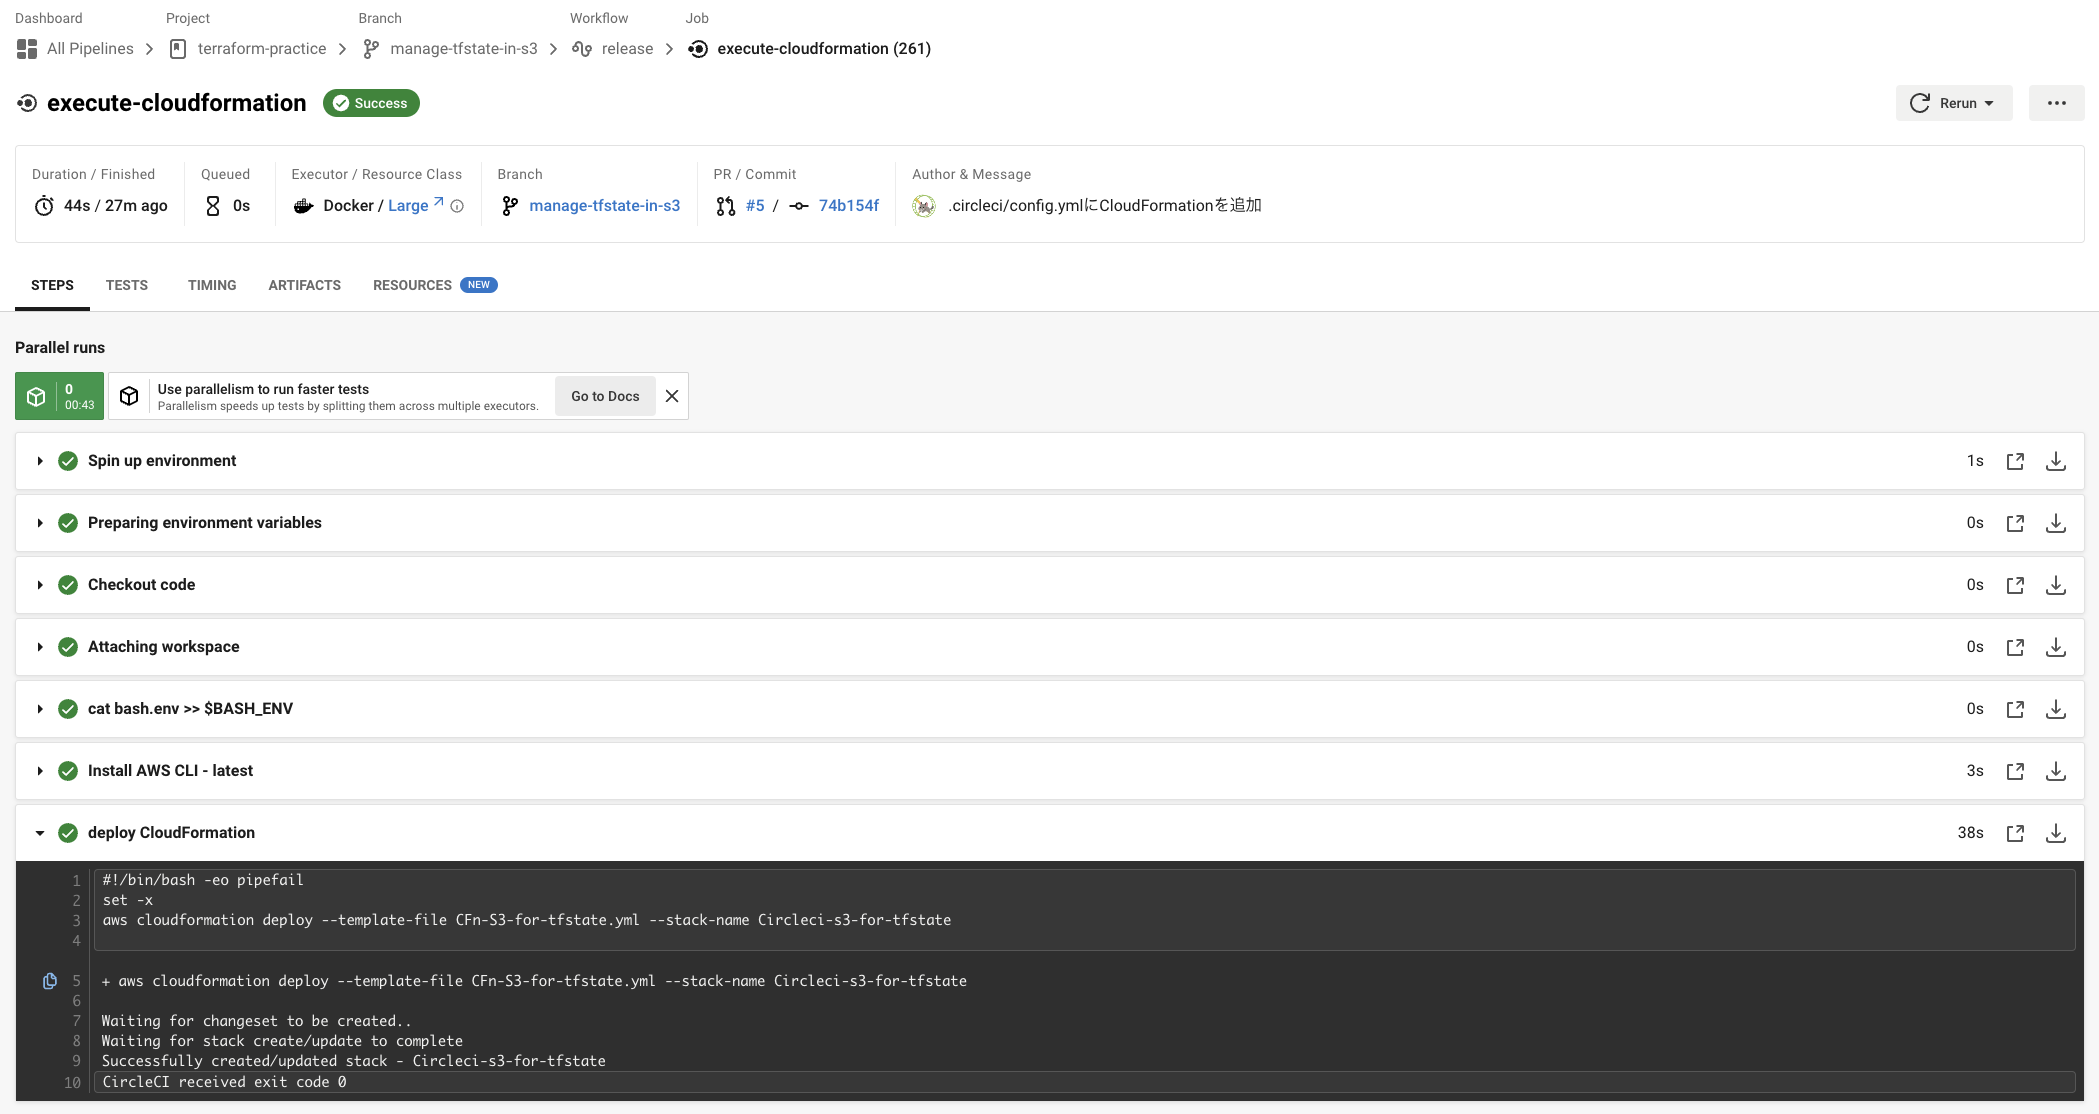 Dashboard
Project
Branch
Workflow
Job
All Pipelines
terraform-practice
manage-tfstate-in-s3
release
execute-cloudformation (261)
execute-cloudformation
Success
Rerun
Duration / Finished
44s / 27m ago
Queued
0s
Executor / Resource Class
Docker / Large
Branch
manage-tfstate-in-s3
PR / Commit
#5 / 74b154f
Author & Message
.circleci/config.ymlにCloudFormationを追加
STEPS
TESTS
TIMING
ARTIFACTS
RESOURCES NEW
Parallel runs
0
00:43
Use parallelism to run faster tests
Parallelism speeds up tests by splitting them across multiple executors.
Go to Docs
Spin up environment 1s
Preparing environment variables 0s
Checkout code 0s
Attaching workspace 0s
cat bash.env >> $BASH_ENV 0s
Install AWS CLI - latest 3s
deploy CloudFormation 38s
1 #!/bin/bash -eo pipefail
2 set -x
3 aws cloudformation deploy --template-file CFn-S3-for-tfstate.yml --stack-name Circleci-s3-for-tfstate
4
5 + aws cloudformation deploy --template-file CFn-S3-for-tfstate.yml --stack-name Circleci-s3-for-tfstate
6
7 Waiting for changeset to be created..
8 Waiting for stack create/update to complete
9 Successfully created/updated stack - Circleci-s3-for-tfstate
10 CircleCI received exit code 0